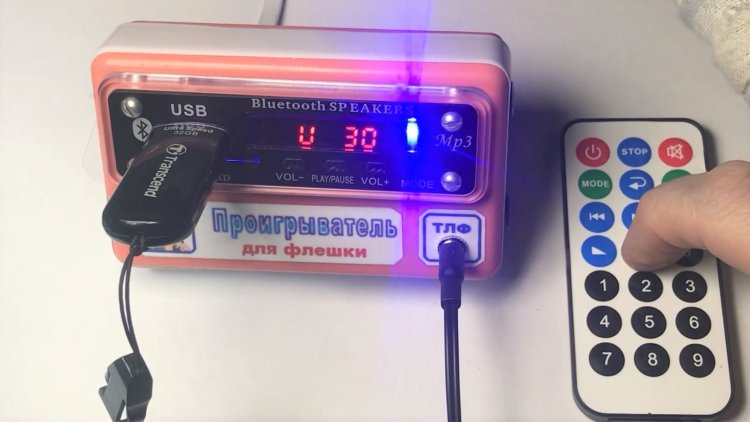 USB
Bluetooth SPEAKERS
32GB
Transcend
U 30
Mp3
VOL- PLAY/PAUSE VOL+ MODE
Проигрыватель
для флешки
ТЛФ
STOP
MODE
1 2 3
4 5 6
7 8 9